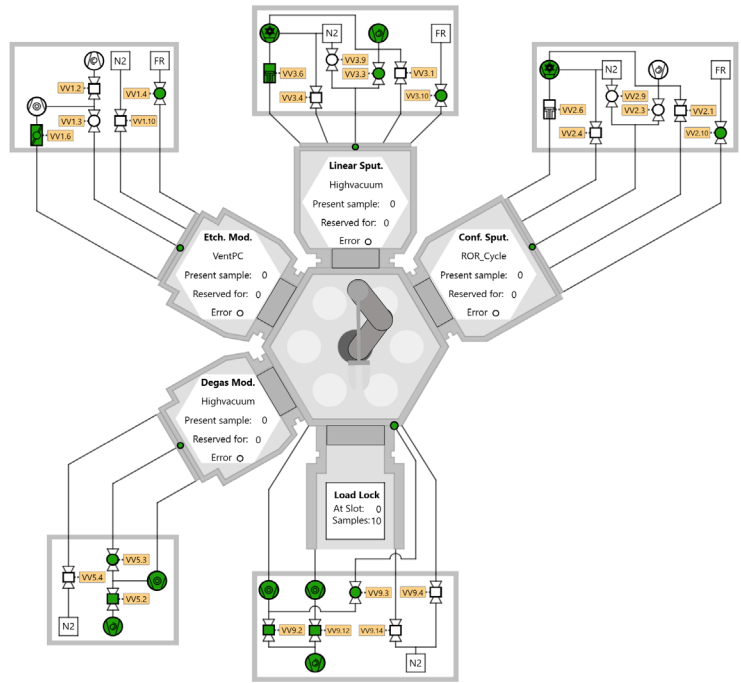 N2
FR
VV1.2
VV1.4
VV1.3
VV1.10
VV1.6
N2
FR
VV3.9
VV3.6
VV3.3
VV3.1
VV3.4
VV3.10
N2
FR
VV2.9
VV2.6
VV2.3
VV2.1
VV2.4
VV2.10
Linear Sput.
Highvacuum
Present sample: 0
Reserved for: 0
Error
Etch. Mod.
VentPC
Present sample: 0
Reserved for: 0
Error
Conf. Sput.
ROR_Cycle
Present sample: 0
Reserved for: 0
Error
Degas Mod.
Highvacuum
Present sample: 0
Reserved for: 0
Error
Load Lock
At Slot: 0
Samples: 10
VV5.3
VV5.4
VV5.2
N2
VV9.3
VV9.4
VV9.2
VV9.12
VV9.14
N2